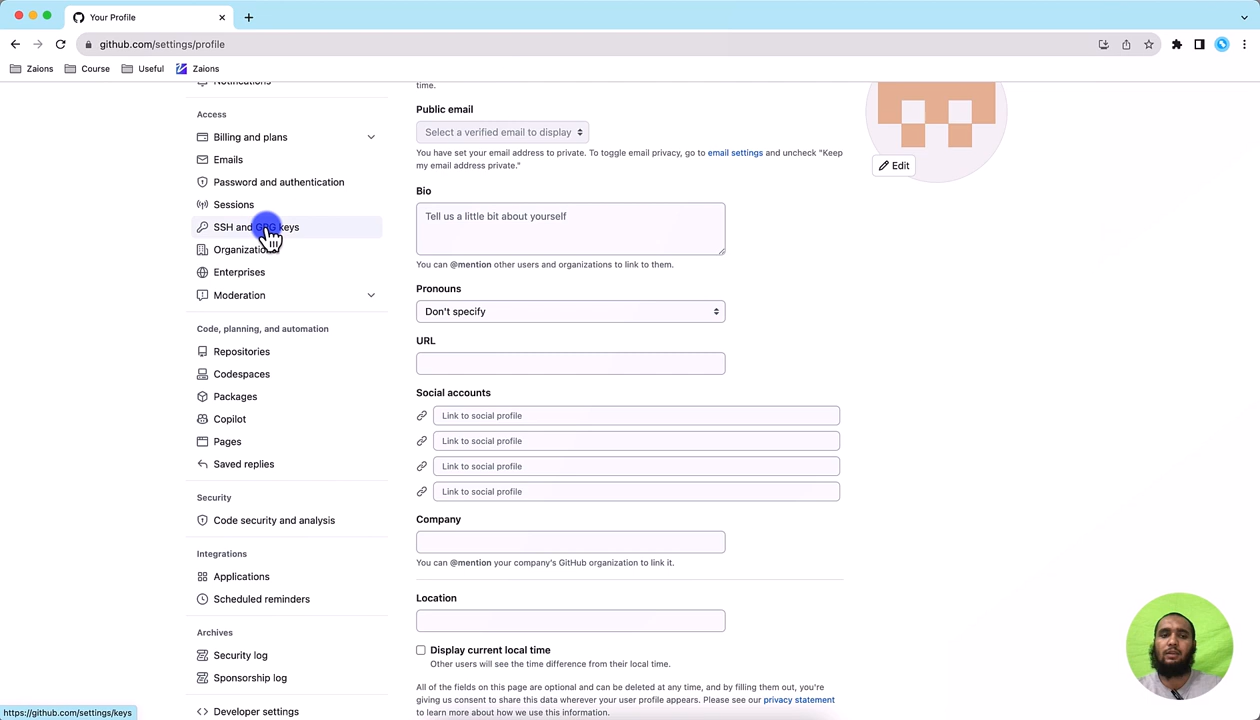 Your Profile
github.com/settings/profile
Zaions
Course
Useful
Zaions
Notifications
Access
Billing and plans
Emails
Password and authentication
Sessions
SSH and GPG keys
Organizations
Enterprises
Moderation
Code, planning, and automation
Repositories
Codespaces
Packages
Copilot
Pages
Saved replies
Security
Code security and analysis
Integrations
Applications
Scheduled reminders
Archives
Security log
Sponsorship log
Developer settings
time.
Public email
Select a verified email to display
You have set your email address to private. To toggle email privacy, go to email settings and uncheck "Keep
my email address private."
Bio
Tell us a little bit about yourself
You can @mention other users and organizations to link to them.
Pronouns
Don't specify
URL
Social accounts
Link to social profile
Link to social profile
Link to social profile
Link to social profile
Company
You can @mention your company's GitHub organization to link it.
Location
Display current local time
Other users will see the time difference from their local time.
All of the fields on this page are optional and can be deleted at any time, and by filling them out, you're
giving us consent to share this data wherever your user profile appears. Please see our privacy statement
to learn more about how we use this information.
Edit
https://github.com/settings/keys